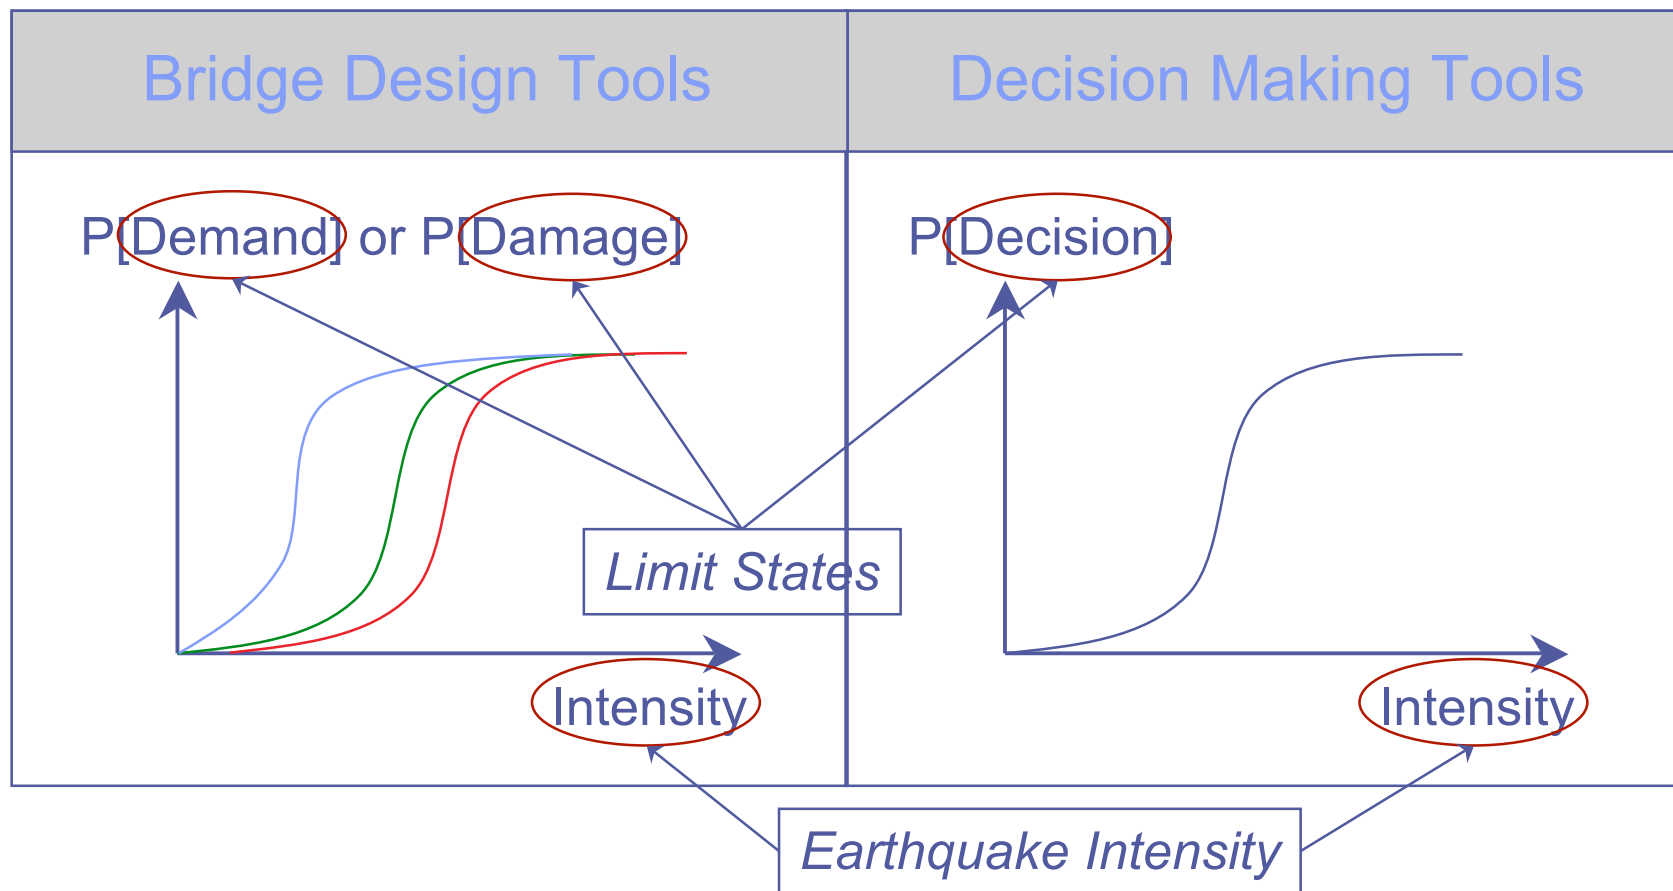 Bridge Design Tools
Decision Making Tools
P[Demand] or P[Damage]
P[Decision]
Limit States
Intensity
Intensity
Earthquake Intensity